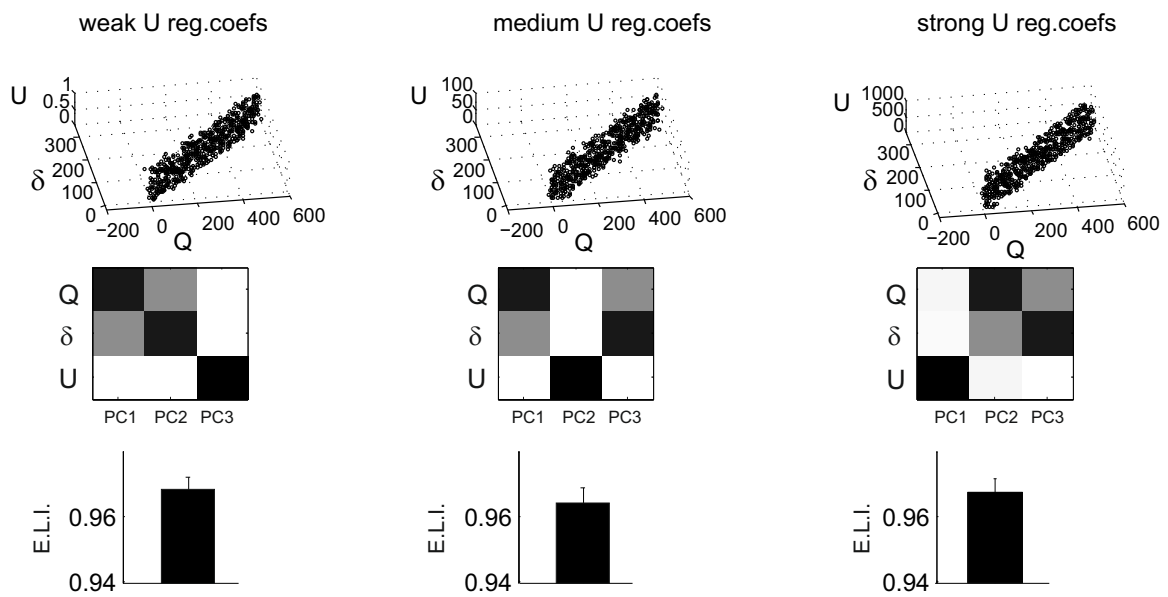 weak U reg.coefs
medium U reg.coefs
strong U reg.coefs
U
1
0.5
0
300
200
100
0
δ
−200
0
200
400
600
Q
U
100
50
0
300
200
100
0
δ
−200
0
200
400
600
Q
U
1000
500
0
300
200
100
0
δ
−200
0
200
400
600
Q
Q
δ
U
PC1 PC2 PC3
Q
δ
U
PC1 PC2 PC3
Q
δ
U
PC1 PC2 PC3
E.L.I.
0.96
0.94
E.L.I.
0.96
0.94
E.L.I.
0.96
0.94